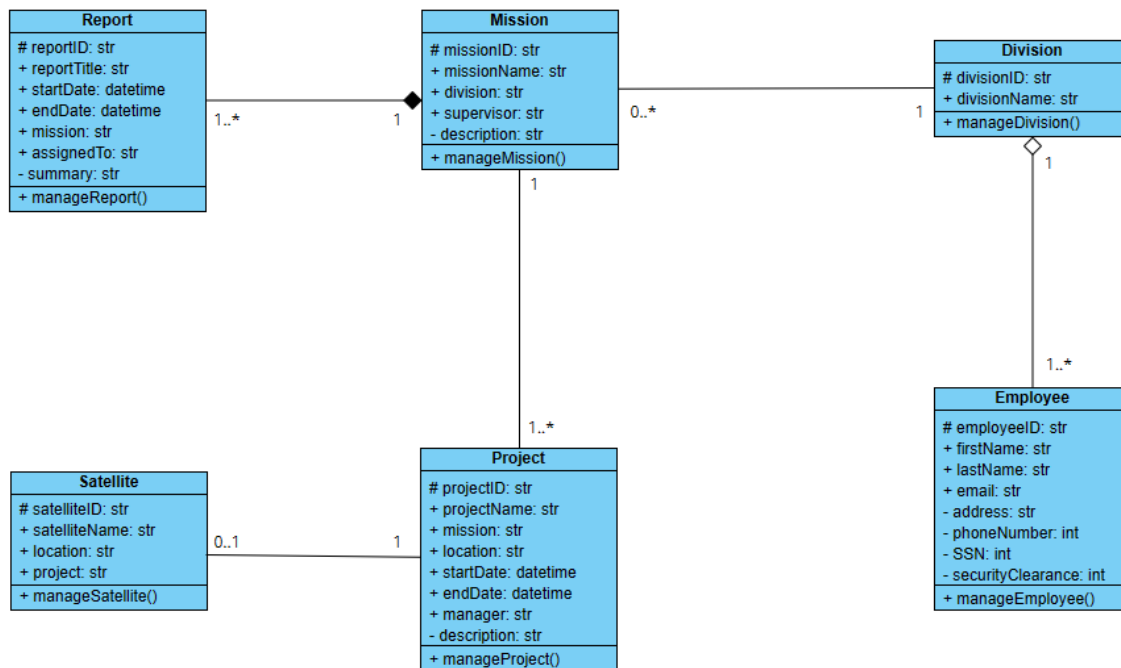 Report
# reportID: str
+ reportTitle: str
+ startDate: datetime
+ endDate: datetime
+ mission: str
+ assignedTo: str
- summary: str
+ manageReport()
1..*
1
Mission
# missionID: str
+ missionName: str
+ division: str
+ supervisor: str
- description: str
+ manageMission()
0..*
1
Division
# divisionID: str
+ divisionName: str
+ manageDivision()
1
1
1..*
1..*
Employee
# employeeID: str
+ firstName: str
+ lastName: str
+ email: str
- address: str
- phoneNumber: int
- SSN: int
- securityClearance: int
+ manageEmployee()
Satellite
# satelliteID: str
+ satelliteName: str
+ location: str
+ project: str
+ manageSatellite()
0..1
1
Project
# projectID: str
+ projectName: str
+ mission: str
+ location: str
+ startDate: datetime
+ endDate: datetime
+ manager: str
- description: str
+ manageProject()